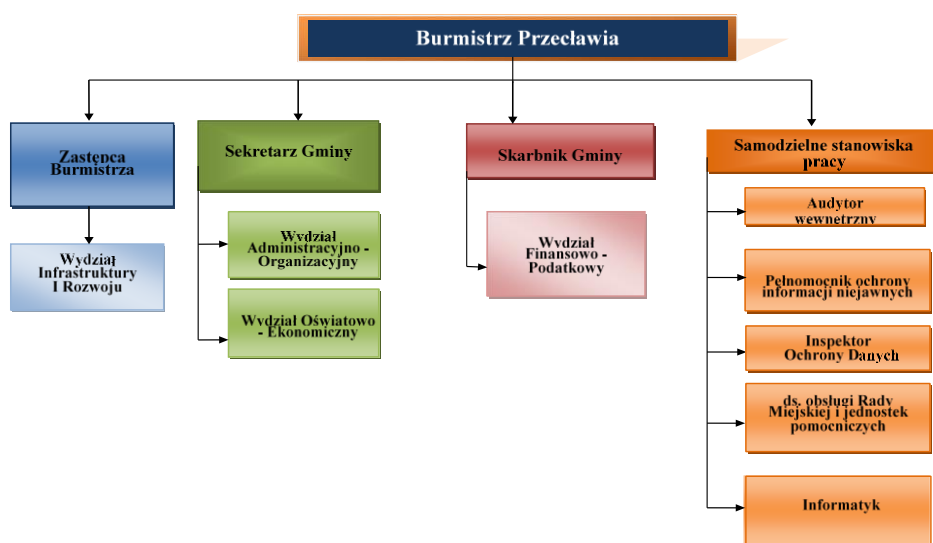 Burmistrz Przecławia
Zastępca
Burmistrza
Wydział
Infrastruktury
I Rozwoju
Sekretarz Gminy
Wydział
Administracyjno -
Organizacyjny
Wydział Oświatowo
- Ekonomiczny
Skarbnik Gminy
Wydział
Finansowo -
Podatkowy
Samodzielne stanowiska
pracy
Audytor
wewnętrzny
Pełnomocnik ochrony
informacji niejawnych
Inspektor
Ochrony Danych
ds. obsługi Rady
Miejskiej i jednostek
pomocniczych
Informatyk